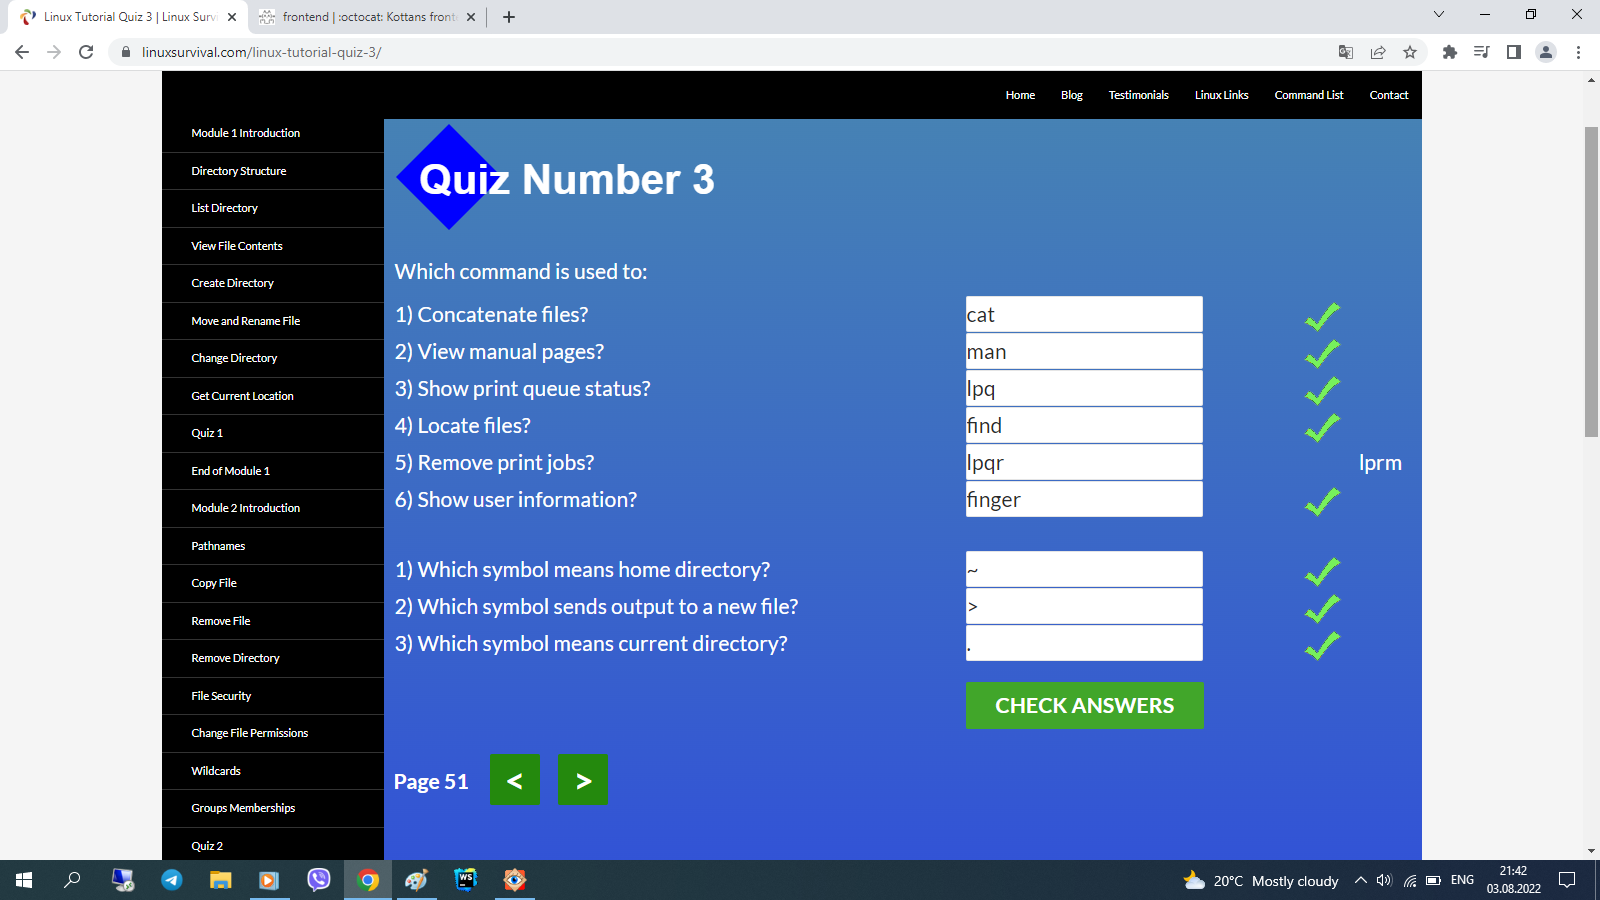 Linux Tutorial Quiz 3 | Linux Surv
frontend | :octocat: Kottans front
linuxsurvival.com/linux-tutorial-quiz-3/
Home Blog Testimonials Linux Links Command List Contact
Module 1 Introduction
Directory Structure
List Directory
View File Contents
Create Directory
Move and Rename File
Change Directory
Get Current Location
Quiz 1
End of Module 1
Module 2 Introduction
Pathnames
Copy File
Remove File
Remove Directory
File Security
Change File Permissions
Wildcards
Groups Memberships
Quiz 2
Quiz Number 3
Which command is used to:
1) Concatenate files? cat
2) View manual pages? man
3) Show print queue status? lpq
4) Locate files? find
5) Remove print jobs? lpqr lprm
6) Show user information? finger
1) Which symbol means home directory? ~
2) Which symbol sends output to a new file? >
3) Which symbol means current directory? .
CHECK ANSWERS
Page 51 < >
WS
20°C Mostly cloudy
ENG
21:42
03.08.2022